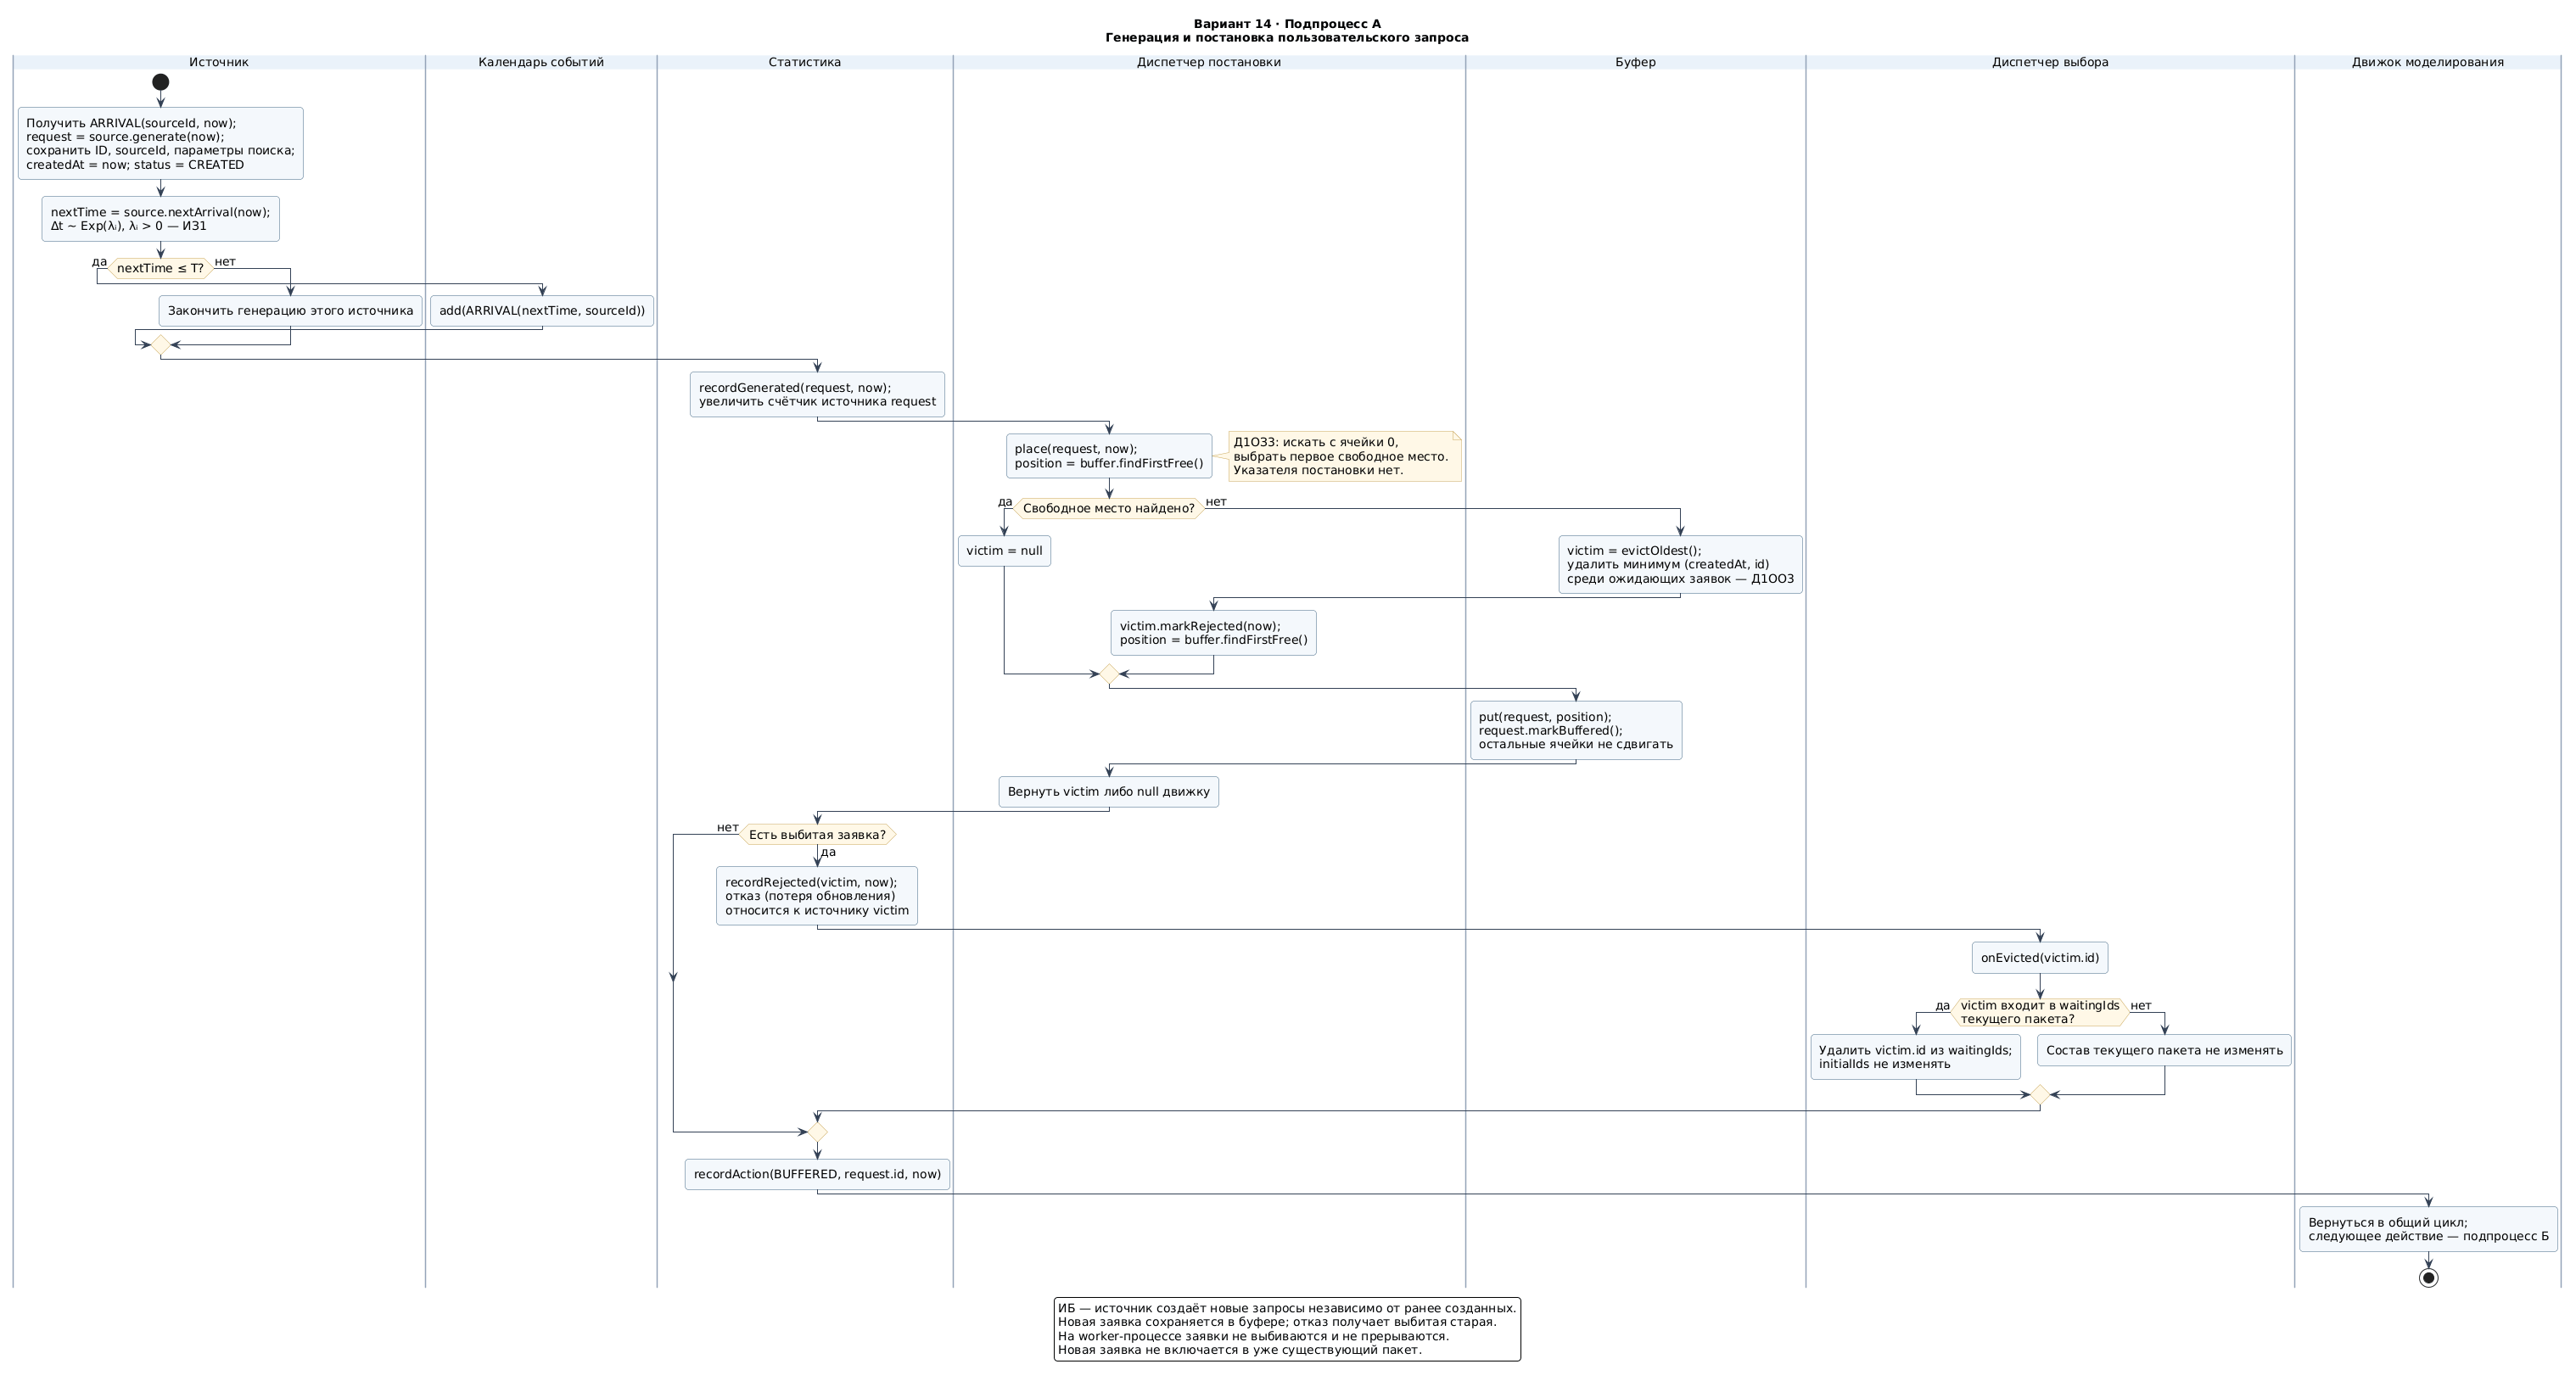 Вариант 14 · Подпроцесс А
Генерация и постановка пользовательского запроса
Источник
Календарь событий
Статистика
Диспетчер постановки
Буфер
Диспетчер выбора
Движок моделирования
Получить ARRIVAL(sourceId, now);
request = source.generate(now);
сохранить ID, sourceId, параметры поиска;
createdAt = now; status = CREATED
nextTime = source.nextArrival(now);
Δt ~ Exp(λᵢ), λᵢ > 0 — ИЗ1
да
nextTime ≤ T?
нет
Закончить генерацию этого источника
add(ARRIVAL(nextTime, sourceId))
recordGenerated(request, now);
увеличить счётчик источника request
place(request, now);
position = buffer.findFirstFree()
Д1ОЗ3: искать с ячейки 0,
выбрать первое свободное место.
Указателя постановки нет.
да
Свободное место найдено?
нет
victim = null
victim = evictOldest();
удалить минимум (createdAt, id)
среди ожидающих заявок — Д1ОО3
victim.markRejected(now);
position = buffer.findFirstFree()
put(request, position);
request.markBuffered();
остальные ячейки не сдвигать
Вернуть victim либо null движку
нет
Есть выбитая заявка?
да
recordRejected(victim, now);
отказ (потеря обновления)
относится к источнику victim
onEvicted(victim.id)
да
victim входит в waitingIds
текущего пакета?
нет
Удалить victim.id из waitingIds;
initialIds не изменять
Состав текущего пакета не изменять
recordAction(BUFFERED, request.id, now)
Вернуться в общий цикл;
следующее действие — подпроцесс Б
ИБ — источник создаёт новые запросы независимо от ранее созданных.
Новая заявка сохраняется в буфере; отказ получает выбитая старая.
На worker-процессе заявки не выбиваются и не прерываются.
Новая заявка не включается в уже существующий пакет.